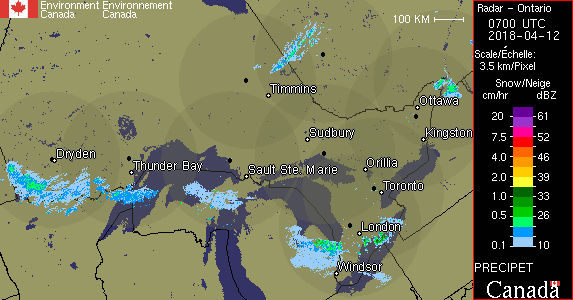 Environment Environnement
Canada Canada
100 KM
Timmins
Ottawa
Sudbury
Kingston
Dryden
Thunder Bay
Sault Ste. Marie
Orillia
Toronto
London
Windsor
Radar - Ontario
0700 UTC
2018-04-12
Scale/Échelle:
3.5 km/Pixel
Snow/Neige
cm/hr dBZ
20 61
7.5 52
4.0 46
2.0 39
1.0 33
0.5 26
0.1 10
PRECIPET
Canada